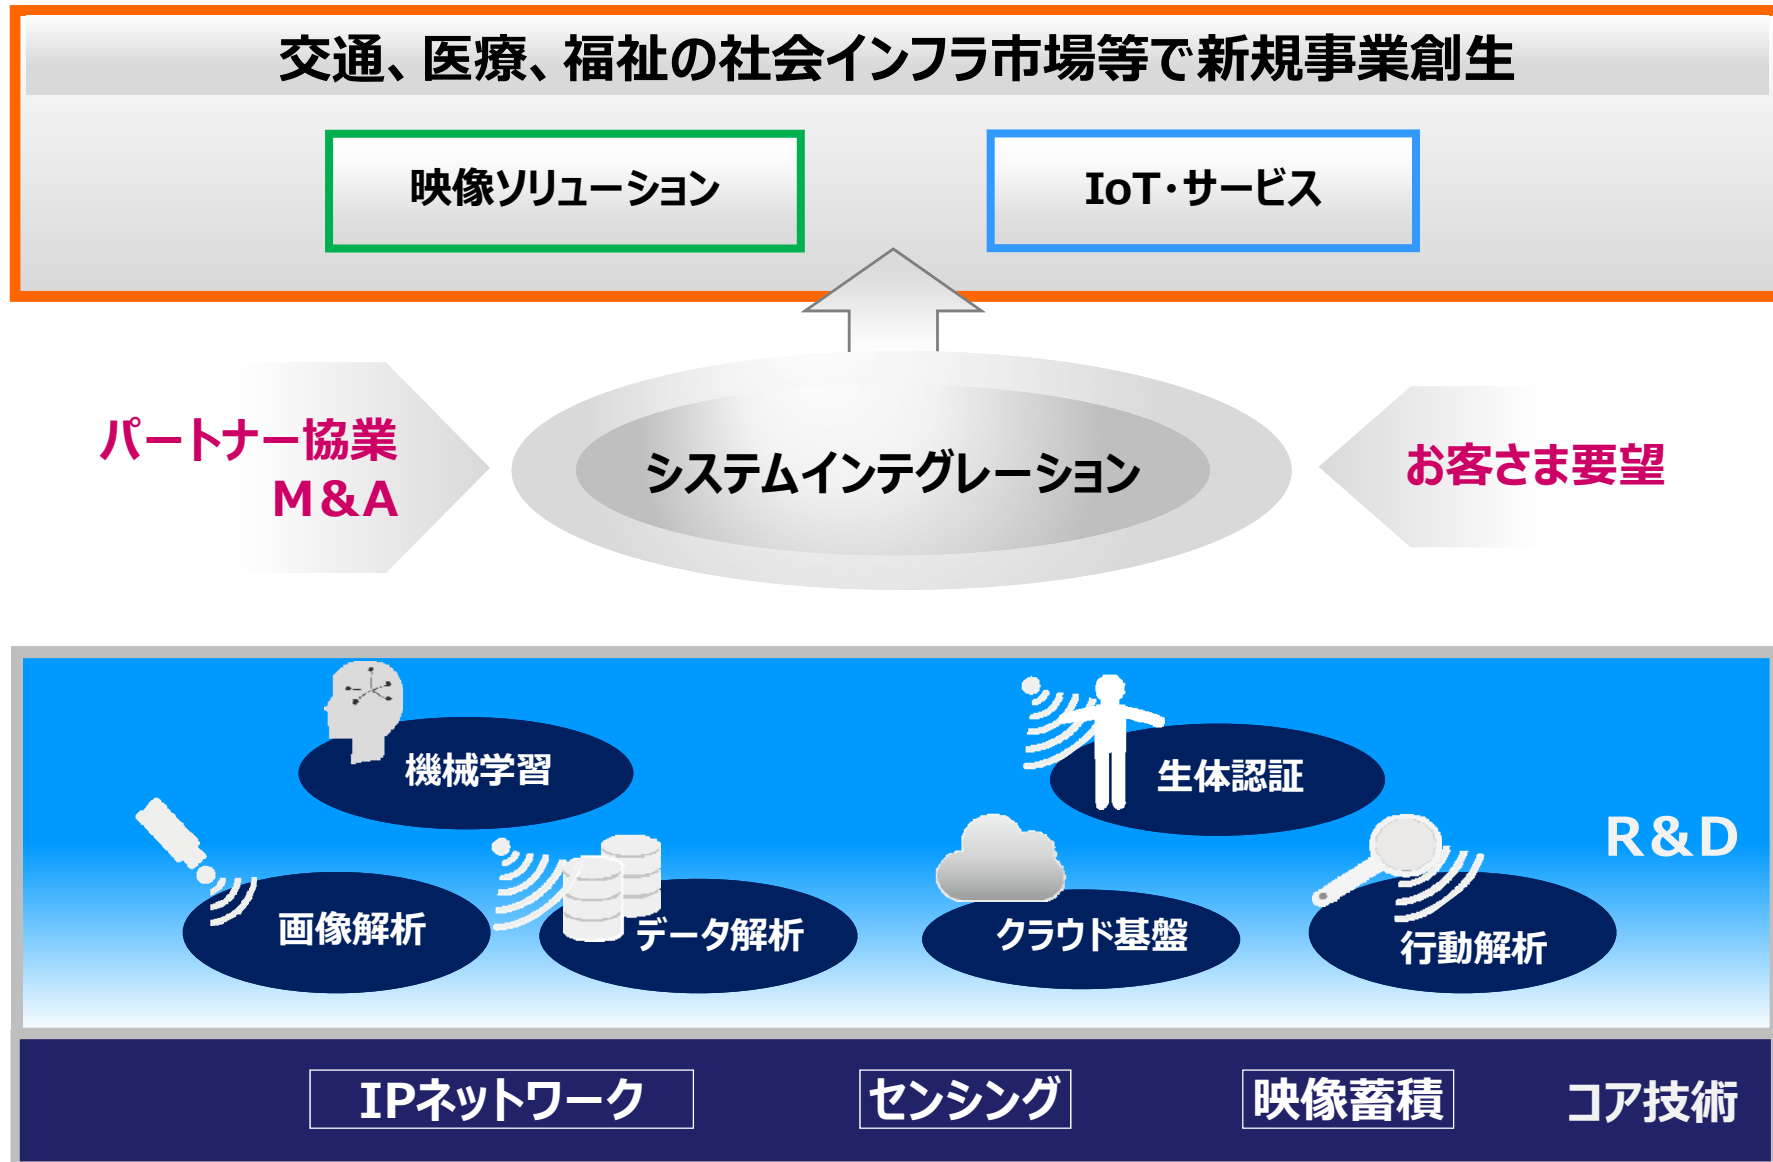 交通、医療、福祉の社会インフラ市場等で新規事業創生
映像ソリューション
IoT・サービス
パートナー協業
M&A
システムインテグレーション
お客さま要望
機械学習
生体認証
R&D
画像解析
データ解析
クラウド基盤
行動解析
IPネットワーク
センシング
映像蓄積
コア技術